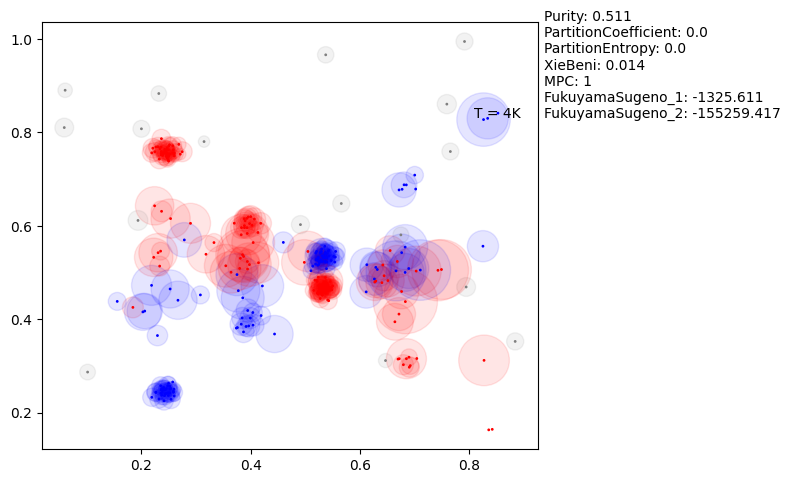 Purity: 0.511
PartitionCoefficient: 0.0
PartitionEntropy: 0.0
XieBeni: 0.014
MPC: 1
FukuyamaSugeno_1: -1325.611
FukuyamaSugeno_2: -155259.417
T = 4K
1.0
0.8
0.6
0.4
0.2
0.2 0.4 0.6 0.8